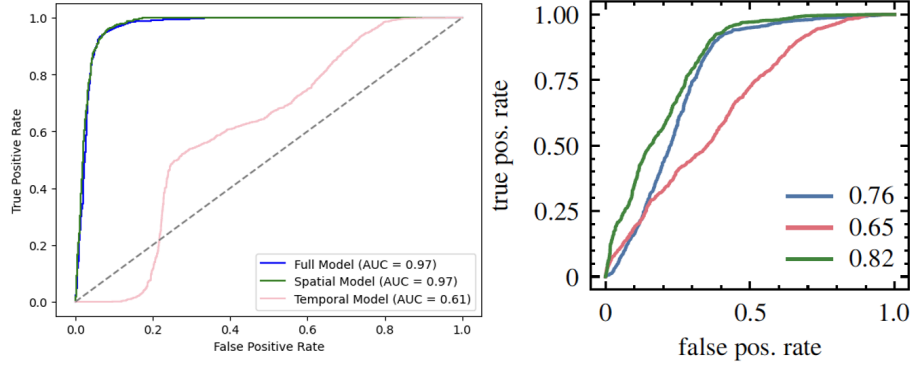 1.0
0.8
0.6
0.4
0.2
0.0
True Positive Rate
0.0 0.2 0.4 0.6 0.8 1.0
False Positive Rate
Full Model (AUC = 0.97)
Spatial Model (AUC = 0.97)
Temporal Model (AUC = 0.61)
1.00
0.75
0.50
0.25
0
true pos. rate
0 0.5 1.0
false pos. rate
0.76
0.65
0.82